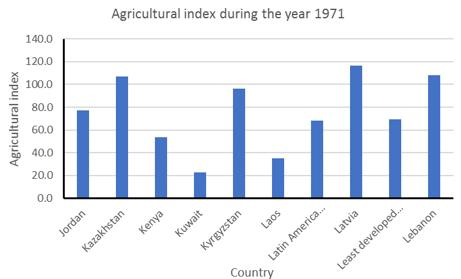 Agricultural index during the year 1971
Agricultural index
140.0
120.0
100.0
80.0
60.0
40.0
20.0
0.0
Jordan
Kazakhstan
Kenya
Kuwait
Kyrgyzstan
Laos
Latin America...
Latvia
Least developed...
Lebanon
Country